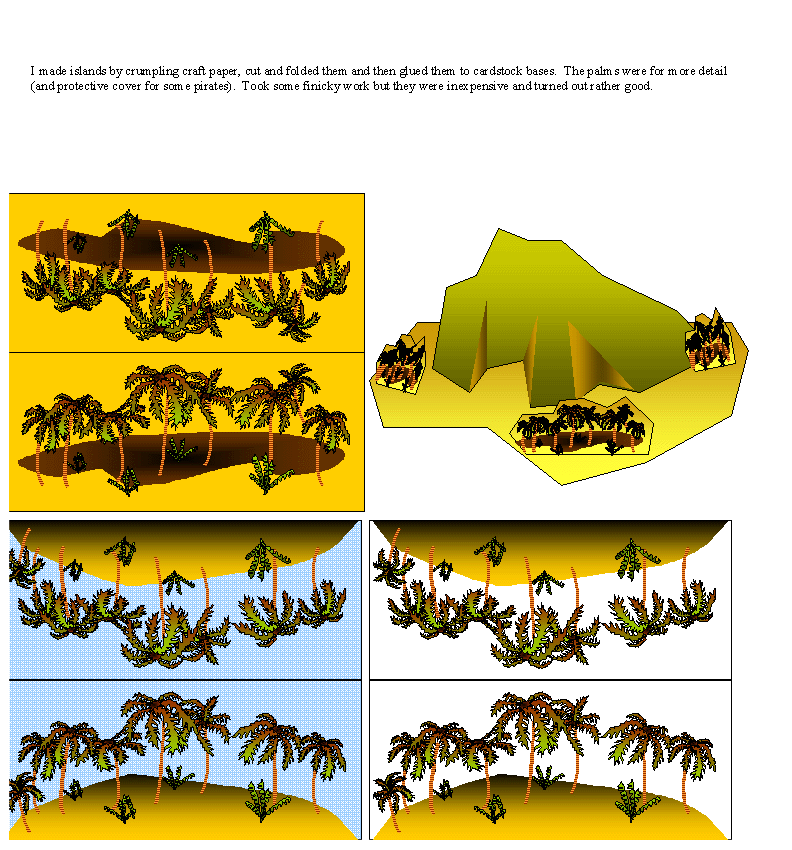 I made islands by crumpling craft paper, cut and folded them and then glued them to cardstock bases.  The palms were for more detail
(and protective cover for some pirates).  Took some finicky work but they were inexpensive and turned out rather good.